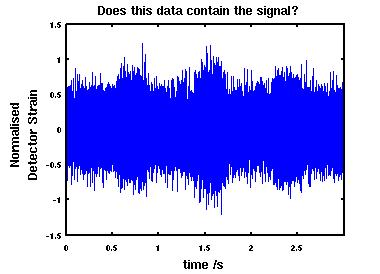 Does this data contain the signal?
1.5
1
0.5
0
-0.5
-1
-1.5
Normalised
Detector Strain
0 0.5 1 1.5 2 2.5
time /s